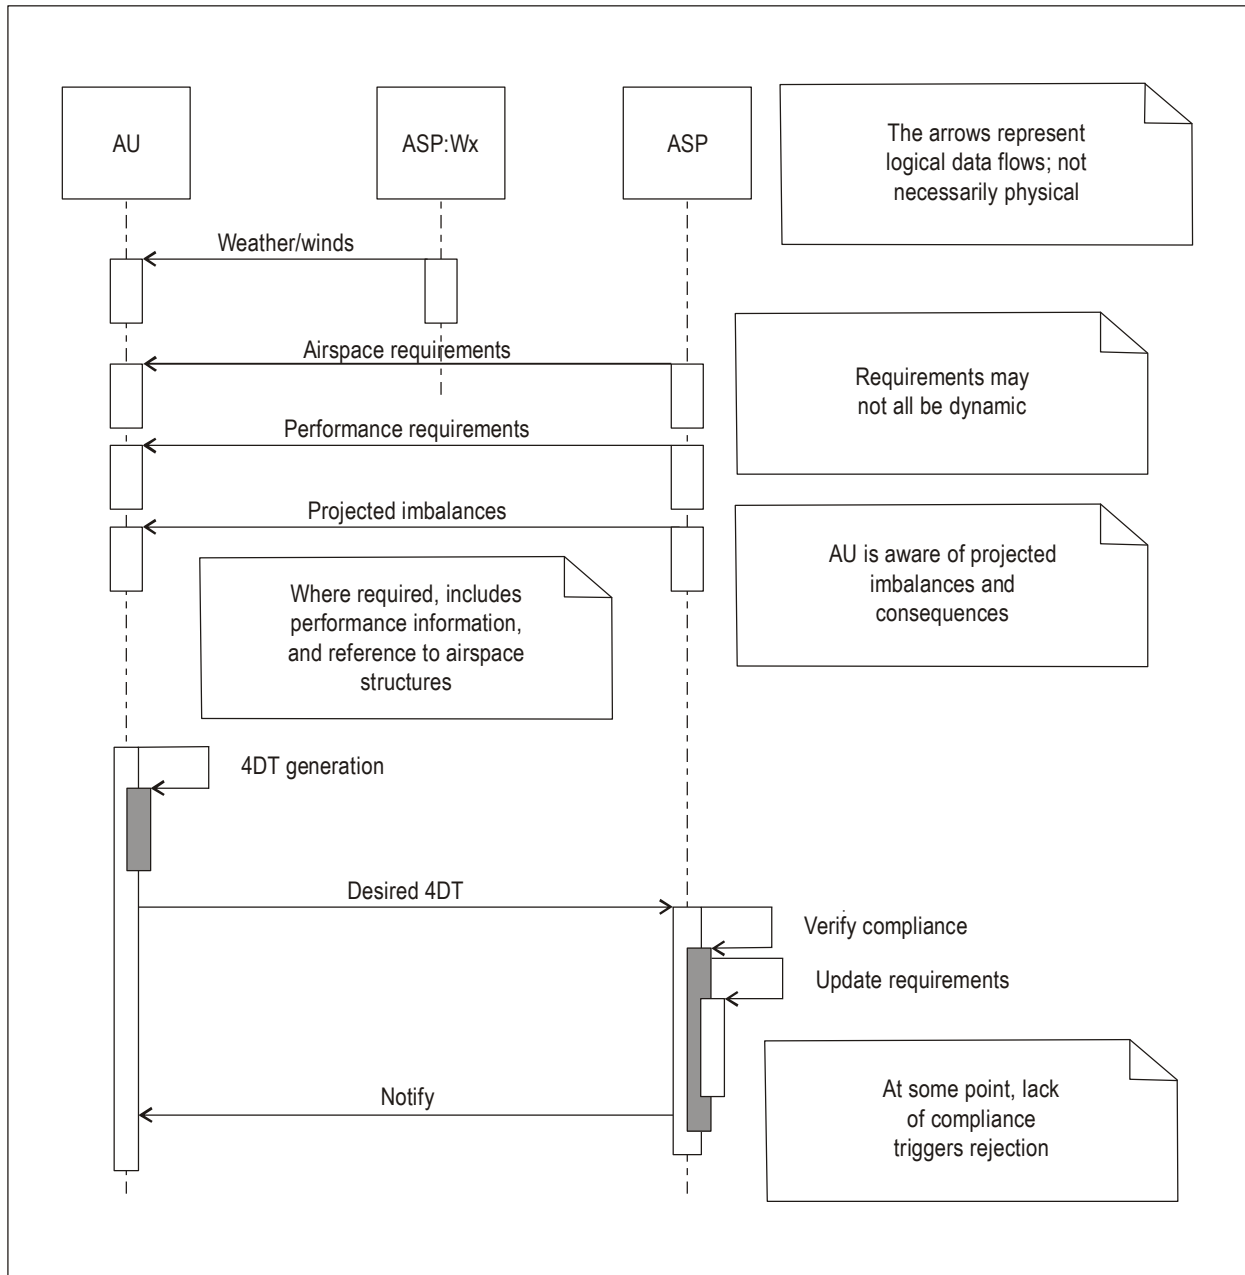 AU
ASP:Wx
ASP
The arrows represent
logical data flows; not
necessarily physical
Weather/winds
Airspace requirements
Requirements may
not all be dynamic
Performance requirements
Projected imbalances
AU is aware of projected
imbalances and
consequences
Where required, includes
performance information,
and reference to airspace
structures
4DT generation
Desired 4DT
Verify compliance
Update requirements
Notify
At some point, lack
of compliance
triggers rejection